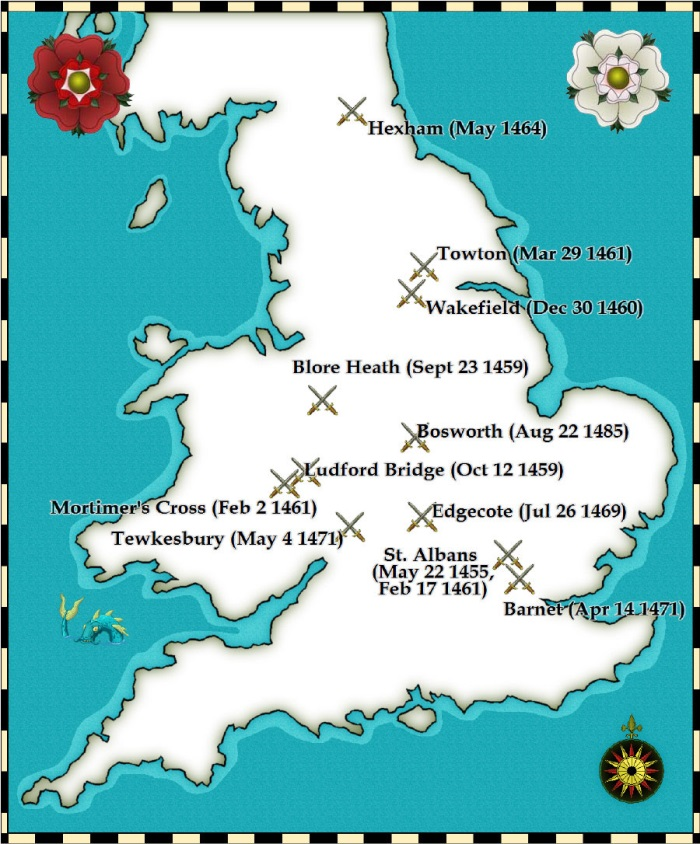 Hexham (May 1464)
Towton (Mar 29 1461)
Wakefield (Dec 30 1460)
Blore Heath (Sept 23 1459)
Bosworth (Aug 22 1485)
Ludford Bridge (Oct 12 1459)
Mortimer's Cross (Feb 2 1461)
Edgecote (Jul 26 1469)
Tewkesbury (May 4 1471)
St. Albans
(May 22 1455,
Feb 17 1461)
Barnet (Apr 14 1471)